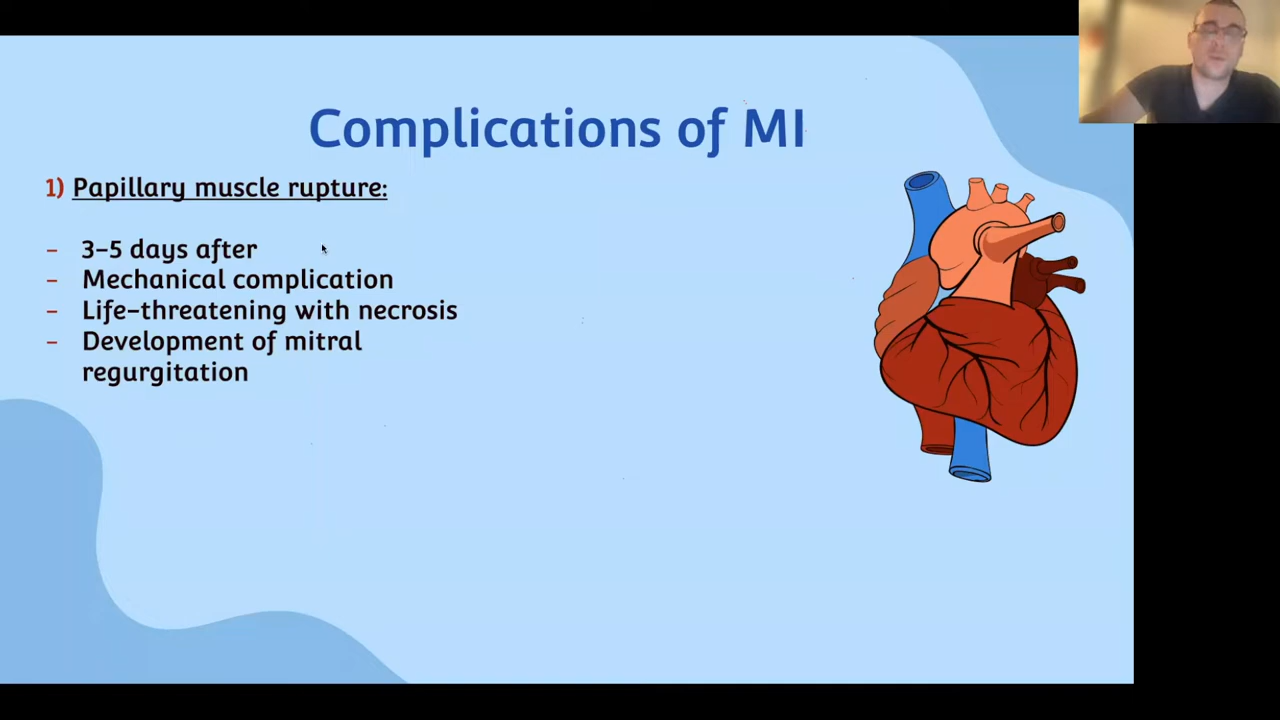 Complications of MI
1) Papillary muscle rupture:
- 3-5 days after
- Mechanical complication
- Life-threatening with necrosis
- Development of mitral
regurgitation